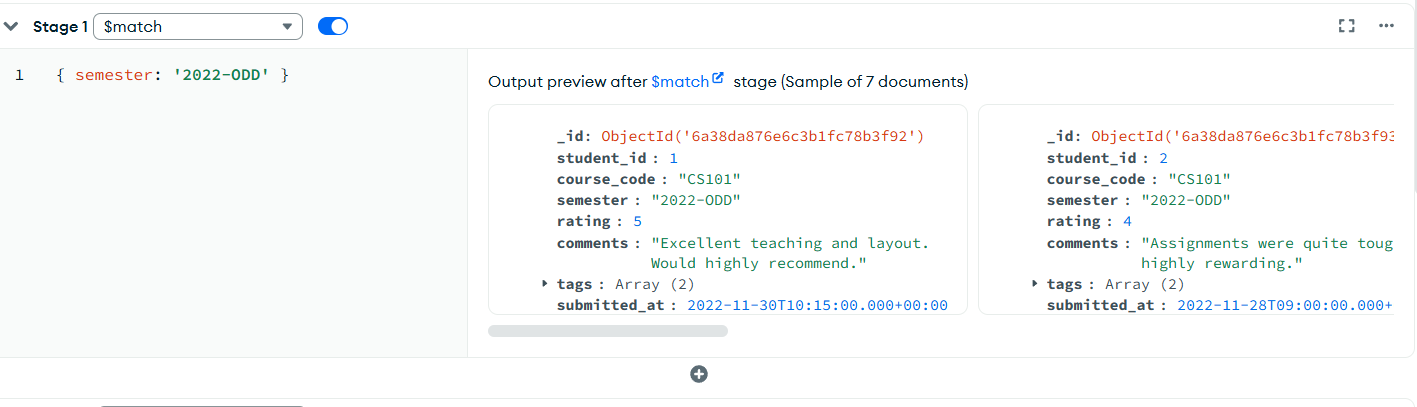 Stage 1 $match
1 { semester: '2022-ODD' }
Output preview after $match stage (Sample of 7 documents)
_id: ObjectId('6a38da876e6c3b1fc78b3f92')
student_id : 1
course_code : "CS101"
semester : "2022-ODD"
rating : 5
comments : "Excellent teaching and layout.
Would highly recommend."
tags : Array (2)
submitted_at : 2022-11-30T10:15:00.000+00:00
_id: ObjectId('6a38da876e6c3b1fc78b3f93
student_id : 2
course_code : "CS101"
semester : "2022-ODD"
rating : 4
comments : "Assignments were quite toug
highly rewarding."
tags : Array (2)
submitted_at : 2022-11-28T09:00:00.000+